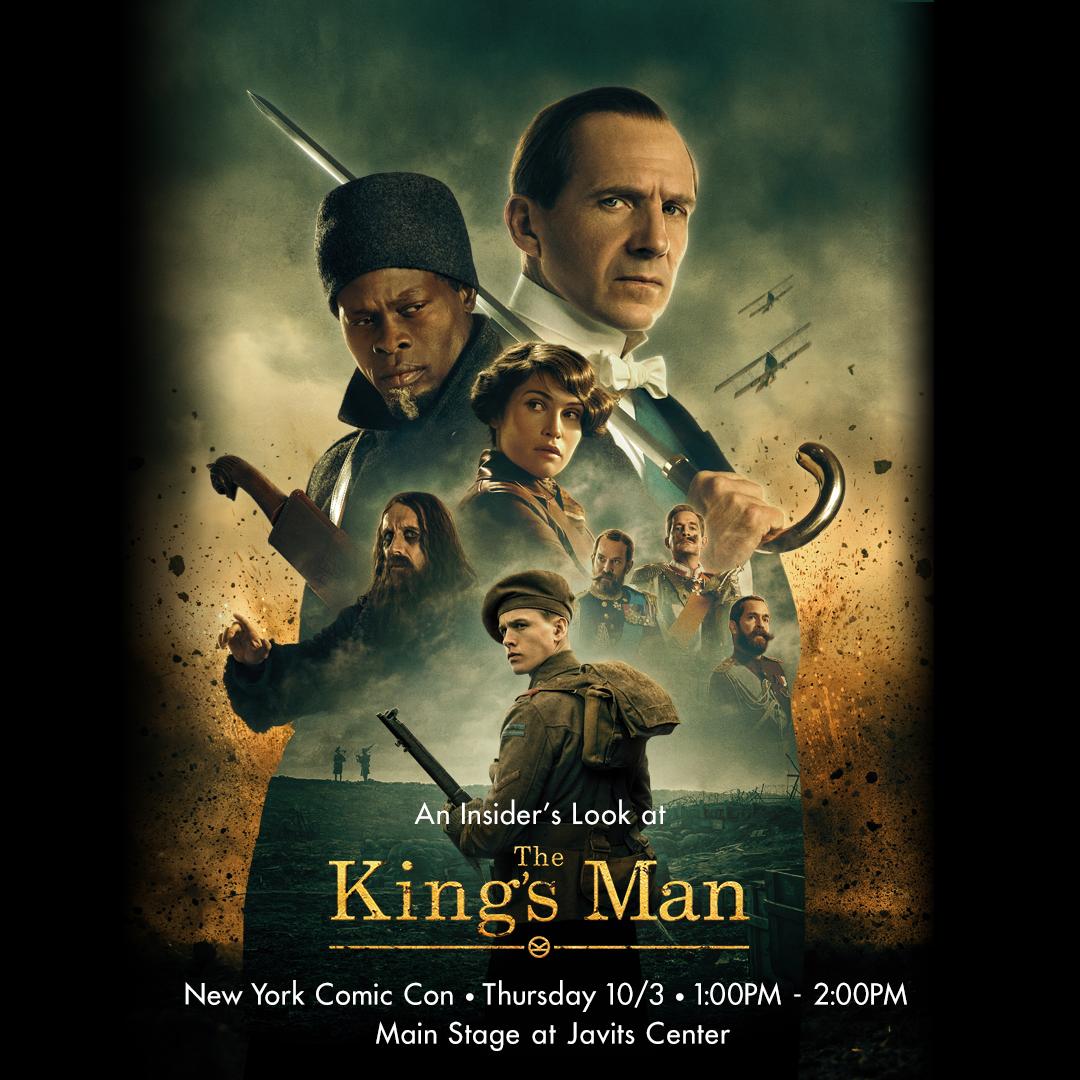 An Insider's Look at
The
King's Man
New York Comic Con • Thursday 10/3 • 1:00PM - 2:00PM
Main Stage at Javits Center